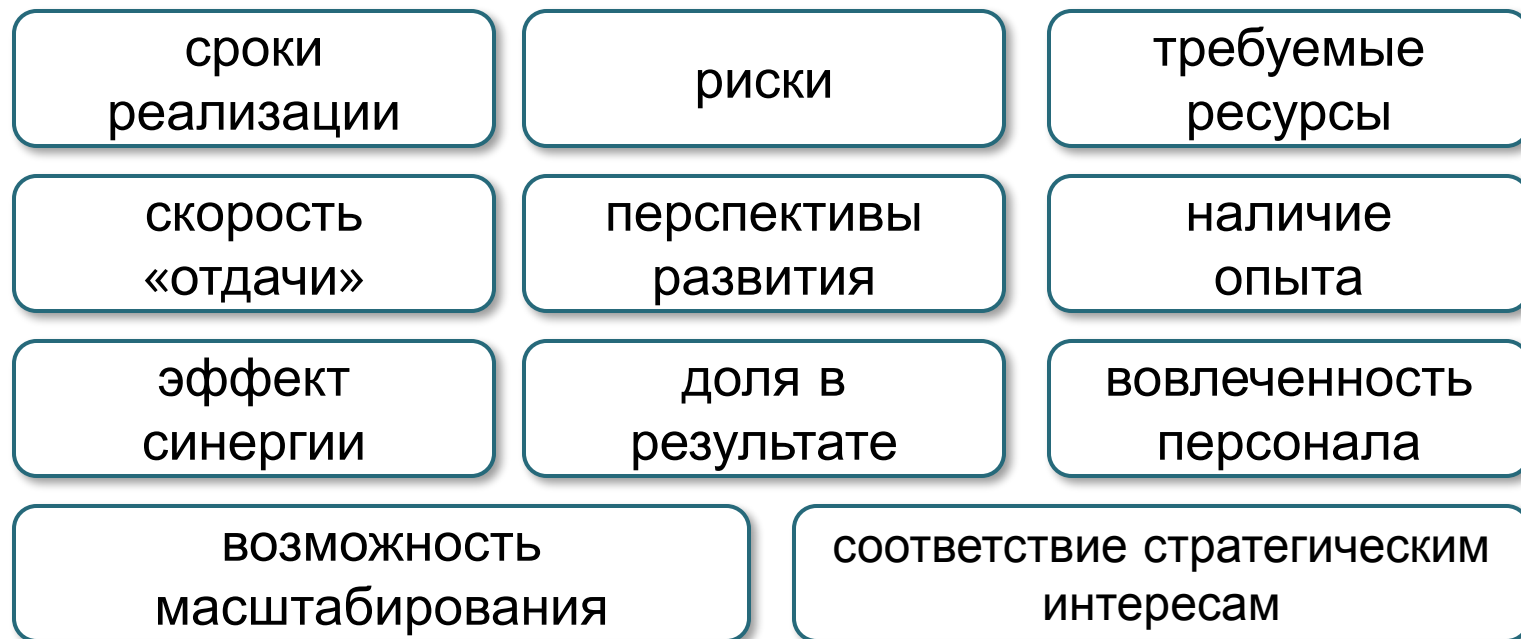 сроки
реализации
риски
требуемые
ресурсы
скорость
«отдачи»
перспективы
развития
наличие
опыта
эффект
синергии
доля в
результате
вовлеченность
персонала
возможность
масштабирования
соответствие стратегическим
интересам